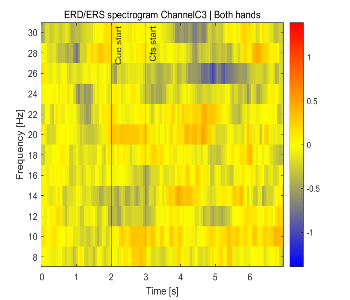 ERD/ERS spectrogram ChannelC3 | Both hands
Frequency [Hz]
30
28
26
24
22
20
18
16
14
12
10
8
Cue start
Cfs start
1
0.5
0
-0.5
-1
0 1 2 3 4 5 6
Time [s]